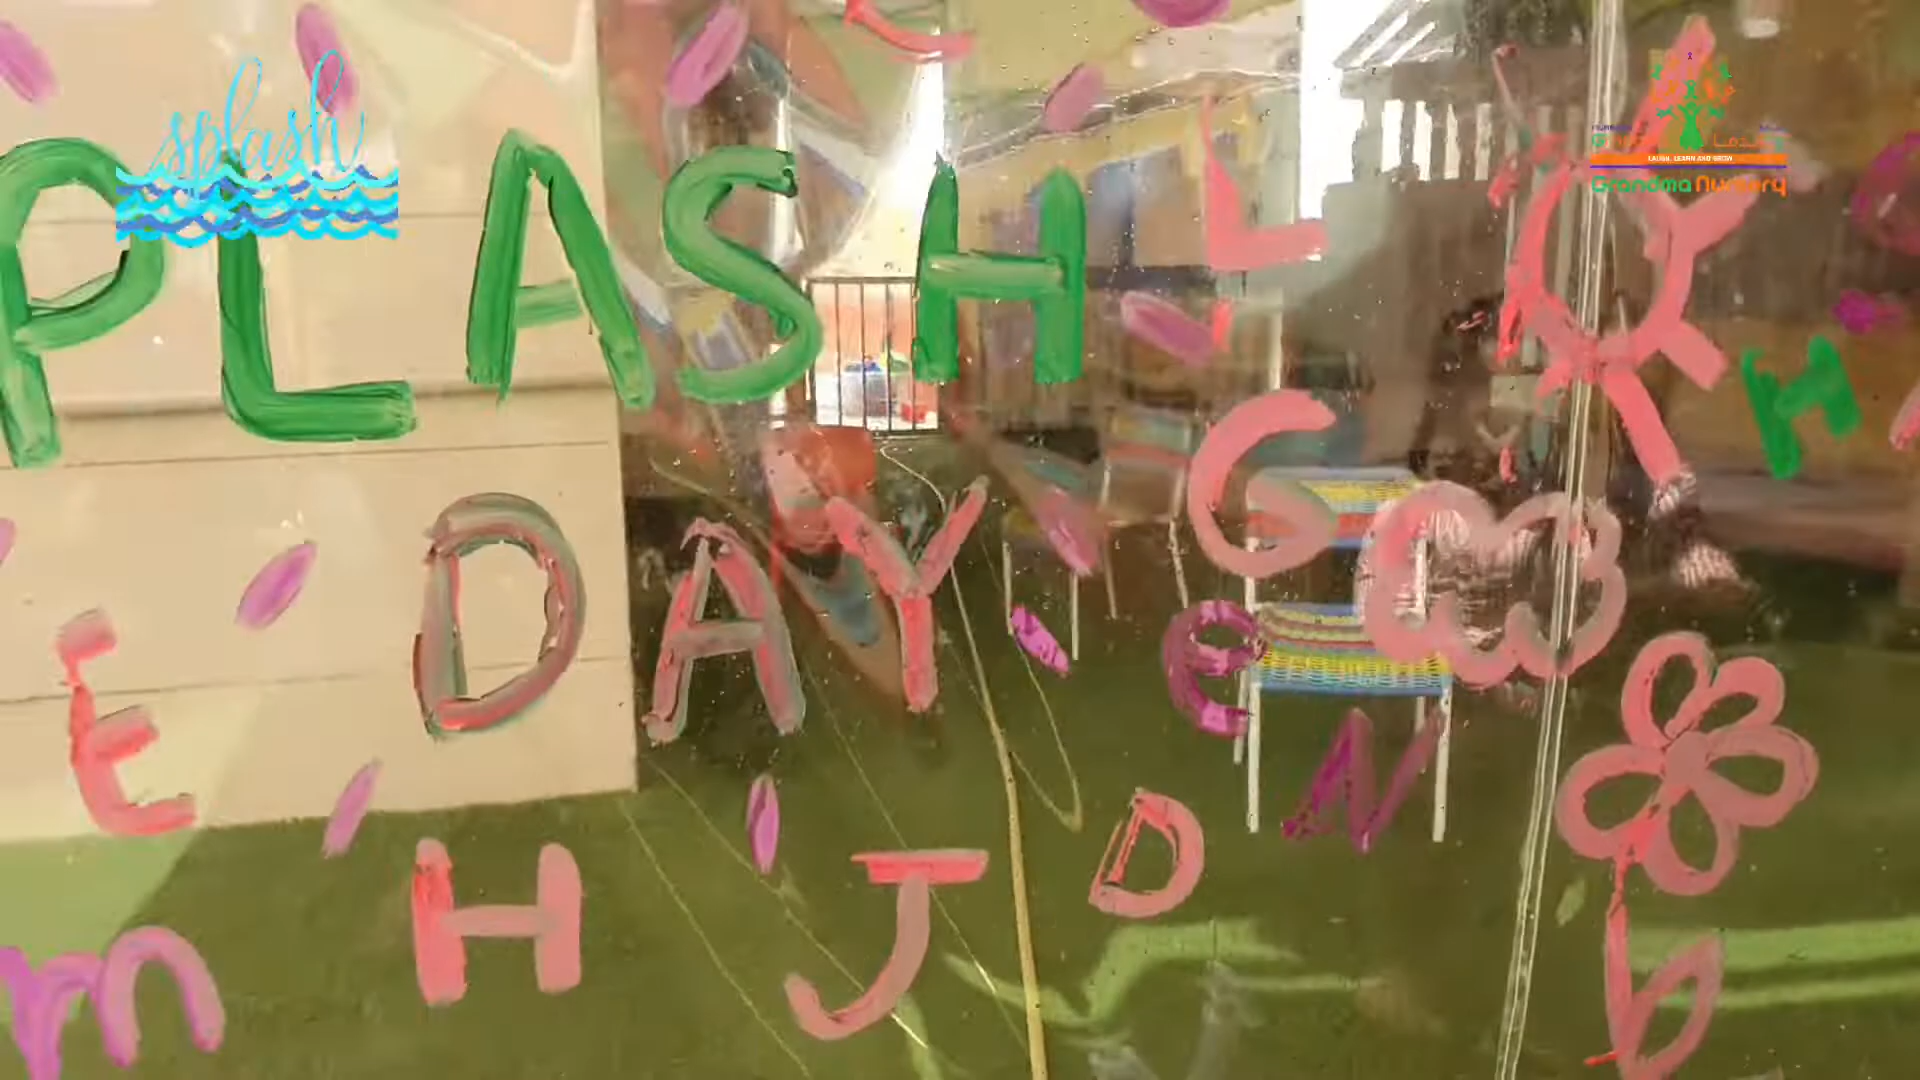 splash
LAUGH, LEARN AND GROW
Grandma Nursery
PLASH
L
H
G
DAY
e
E
N
D
H
J
m